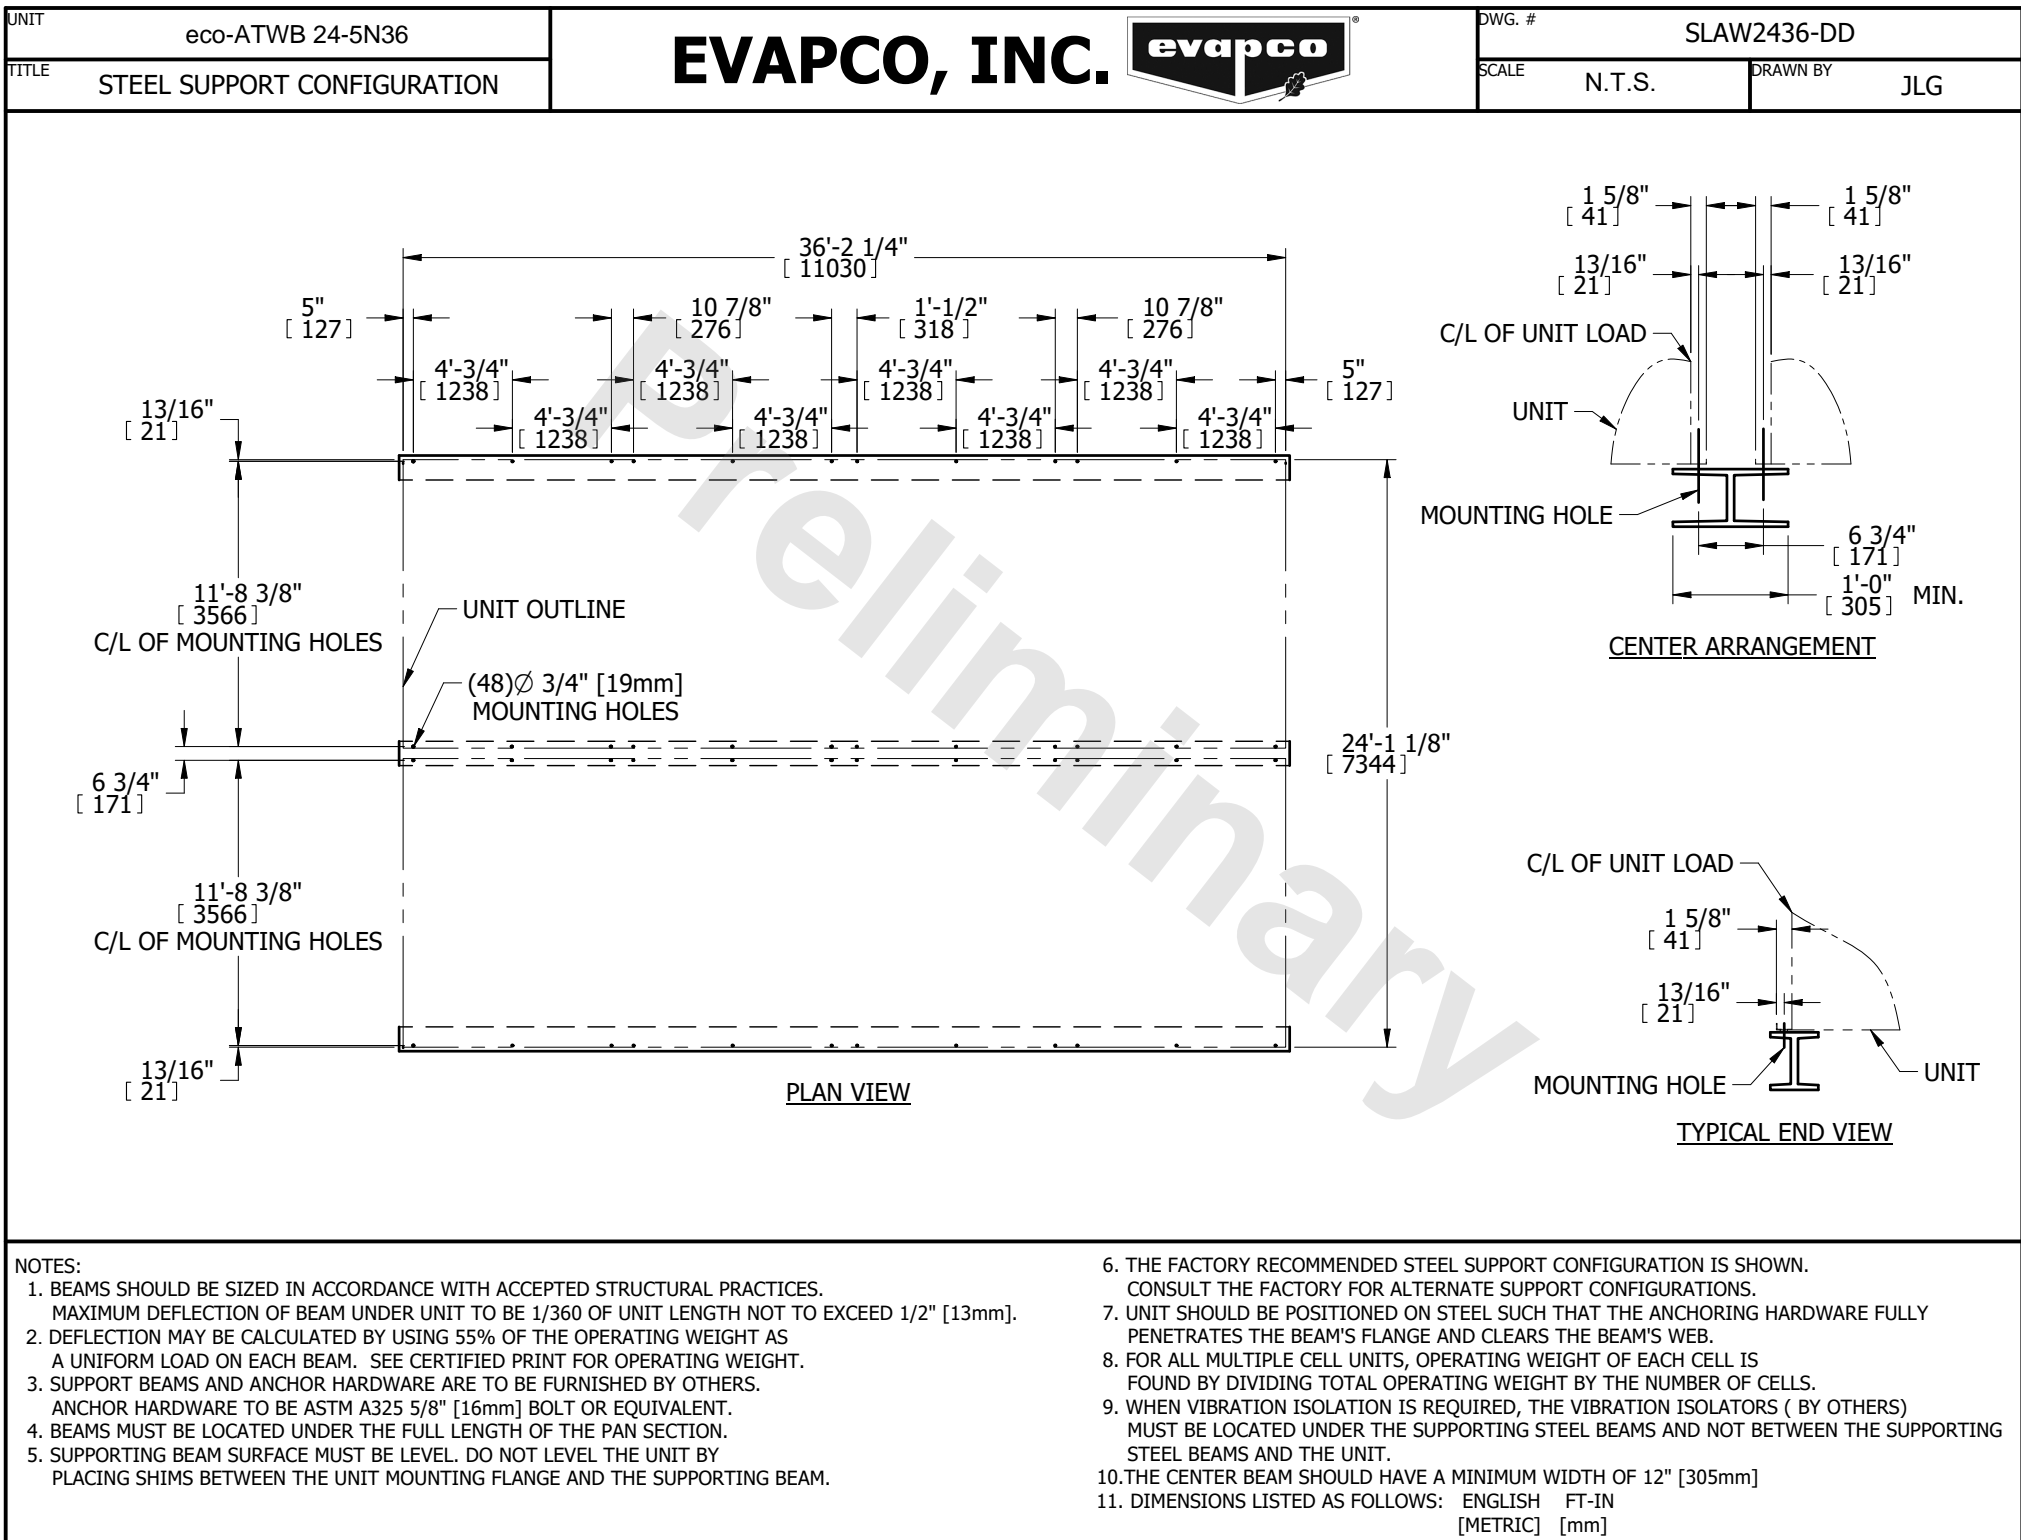 UNIT
eco-ATWB 24-5N36
TITLE
STEEL SUPPORT CONFIGURATION
EVAPCO, INC.
evapco
®
DWG. #
SLAW2436-DD
SCALE
N.T.S.
DRAWN BY
JLG
36'-2 1/4"
[ 11030 ]
5"
[ 127 ]
10 7/8"
[ 276 ]
1'-1/2"
[ 318 ]
10 7/8"
[ 276 ]
4'-3/4"
[ 1238 ]
4'-3/4"
[ 1238 ]
4'-3/4"
[ 1238 ]
4'-3/4"
[ 1238 ]
5"
[ 127 ]
4'-3/4"
[ 1238 ]
4'-3/4"
[ 1238 ]
4'-3/4"
[ 1238 ]
4'-3/4"
[ 1238 ]
13/16"
[ 21 ]
11'-8 3/8"
[ 3566 ]
C/L OF MOUNTING HOLES
UNIT OUTLINE
(48)Ø 3/4" [19mm]
MOUNTING HOLES
6 3/4"
[ 171 ]
24'-1 1/8"
[ 7344 ]
11'-8 3/8"
[ 3566 ]
C/L OF MOUNTING HOLES
13/16"
[ 21 ]
PLAN VIEW
Preliminary
1 5/8"
[ 41 ]
1 5/8"
[ 41 ]
13/16"
[ 21 ]
13/16"
[ 21 ]
C/L OF UNIT LOAD
UNIT
MOUNTING HOLE
6 3/4"
[ 171 ]
1'-0"
[ 305 ] MIN.
CENTER ARRANGEMENT
C/L OF UNIT LOAD
1 5/8"
[ 41 ]
13/16"
[ 21 ]
MOUNTING HOLE
UNIT
TYPICAL END VIEW
NOTES:
1. BEAMS SHOULD BE SIZED IN ACCORDANCE WITH ACCEPTED STRUCTURAL PRACTICES.
MAXIMUM DEFLECTION OF BEAM UNDER UNIT TO BE 1/360 OF UNIT LENGTH NOT TO EXCEED 1/2" [13mm].
2. DEFLECTION MAY BE CALCULATED BY USING 55% OF THE OPERATING WEIGHT AS
A UNIFORM LOAD ON EACH BEAM. SEE CERTIFIED PRINT FOR OPERATING WEIGHT.
3. SUPPORT BEAMS AND ANCHOR HARDWARE ARE TO BE FURNISHED BY OTHERS.
ANCHOR HARDWARE TO BE ASTM A325 5/8" [16mm] BOLT OR EQUIVALENT.
4. BEAMS MUST BE LOCATED UNDER THE FULL LENGTH OF THE PAN SECTION.
5. SUPPORTING BEAM SURFACE MUST BE LEVEL. DO NOT LEVEL THE UNIT BY
PLACING SHIMS BETWEEN THE UNIT MOUNTING FLANGE AND THE SUPPORTING BEAM.
6. THE FACTORY RECOMMENDED STEEL SUPPORT CONFIGURATION IS SHOWN.
CONSULT THE FACTORY FOR ALTERNATE SUPPORT CONFIGURATIONS.
7. UNIT SHOULD BE POSITIONED ON STEEL SUCH THAT THE ANCHORING HARDWARE FULLY
PENETRATES THE BEAM'S FLANGE AND CLEARS THE BEAM'S WEB.
8. FOR ALL MULTIPLE CELL UNITS, OPERATING WEIGHT OF EACH CELL IS
FOUND BY DIVIDING TOTAL OPERATING WEIGHT BY THE NUMBER OF CELLS.
9. WHEN VIBRATION ISOLATION IS REQUIRED, THE VIBRATION ISOLATORS ( BY OTHERS)
MUST BE LOCATED UNDER THE SUPPORTING STEEL BEAMS AND NOT BETWEEN THE SUPPORTING
STEEL BEAMS AND THE UNIT.
10.THE CENTER BEAM SHOULD HAVE A MINIMUM WIDTH OF 12" [305mm]
11. DIMENSIONS LISTED AS FOLLOWS: ENGLISH FT-IN
[METRIC] [mm]